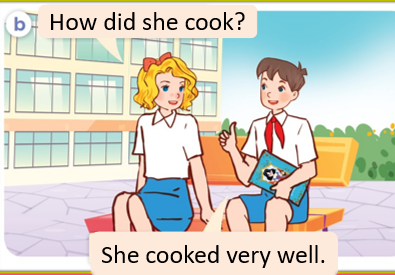 b
How did she cook?
She cooked very well.